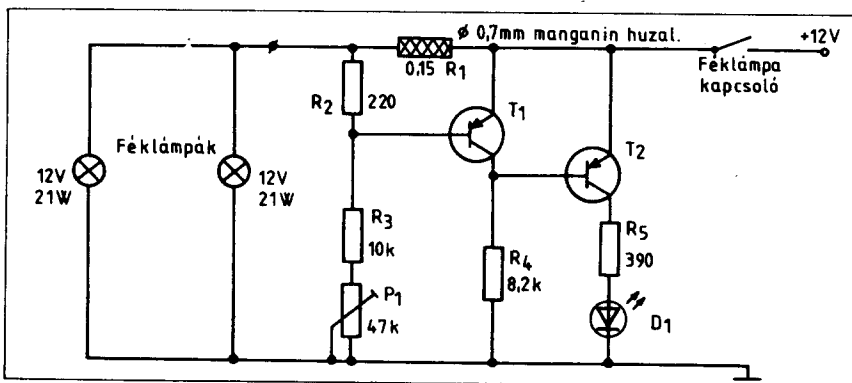 ø 0,7mm manganin huzal.
+12V
0,15 R1
Féklámpa
kapcsoló
R2 220
T1
T2
Féklámpák
12V
21W
12V
21W
R3
10k
R4
8,2k
R5
390
P1
47k
D1